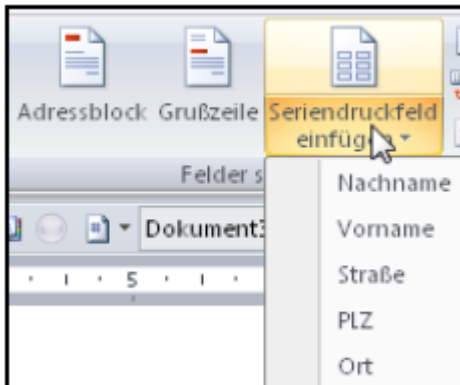 Adressblock Grußzeile Seriendruckfeld
einfügen
Felder s
Nachname
Dokument3
Vorname
5
Straße
PLZ
Ort